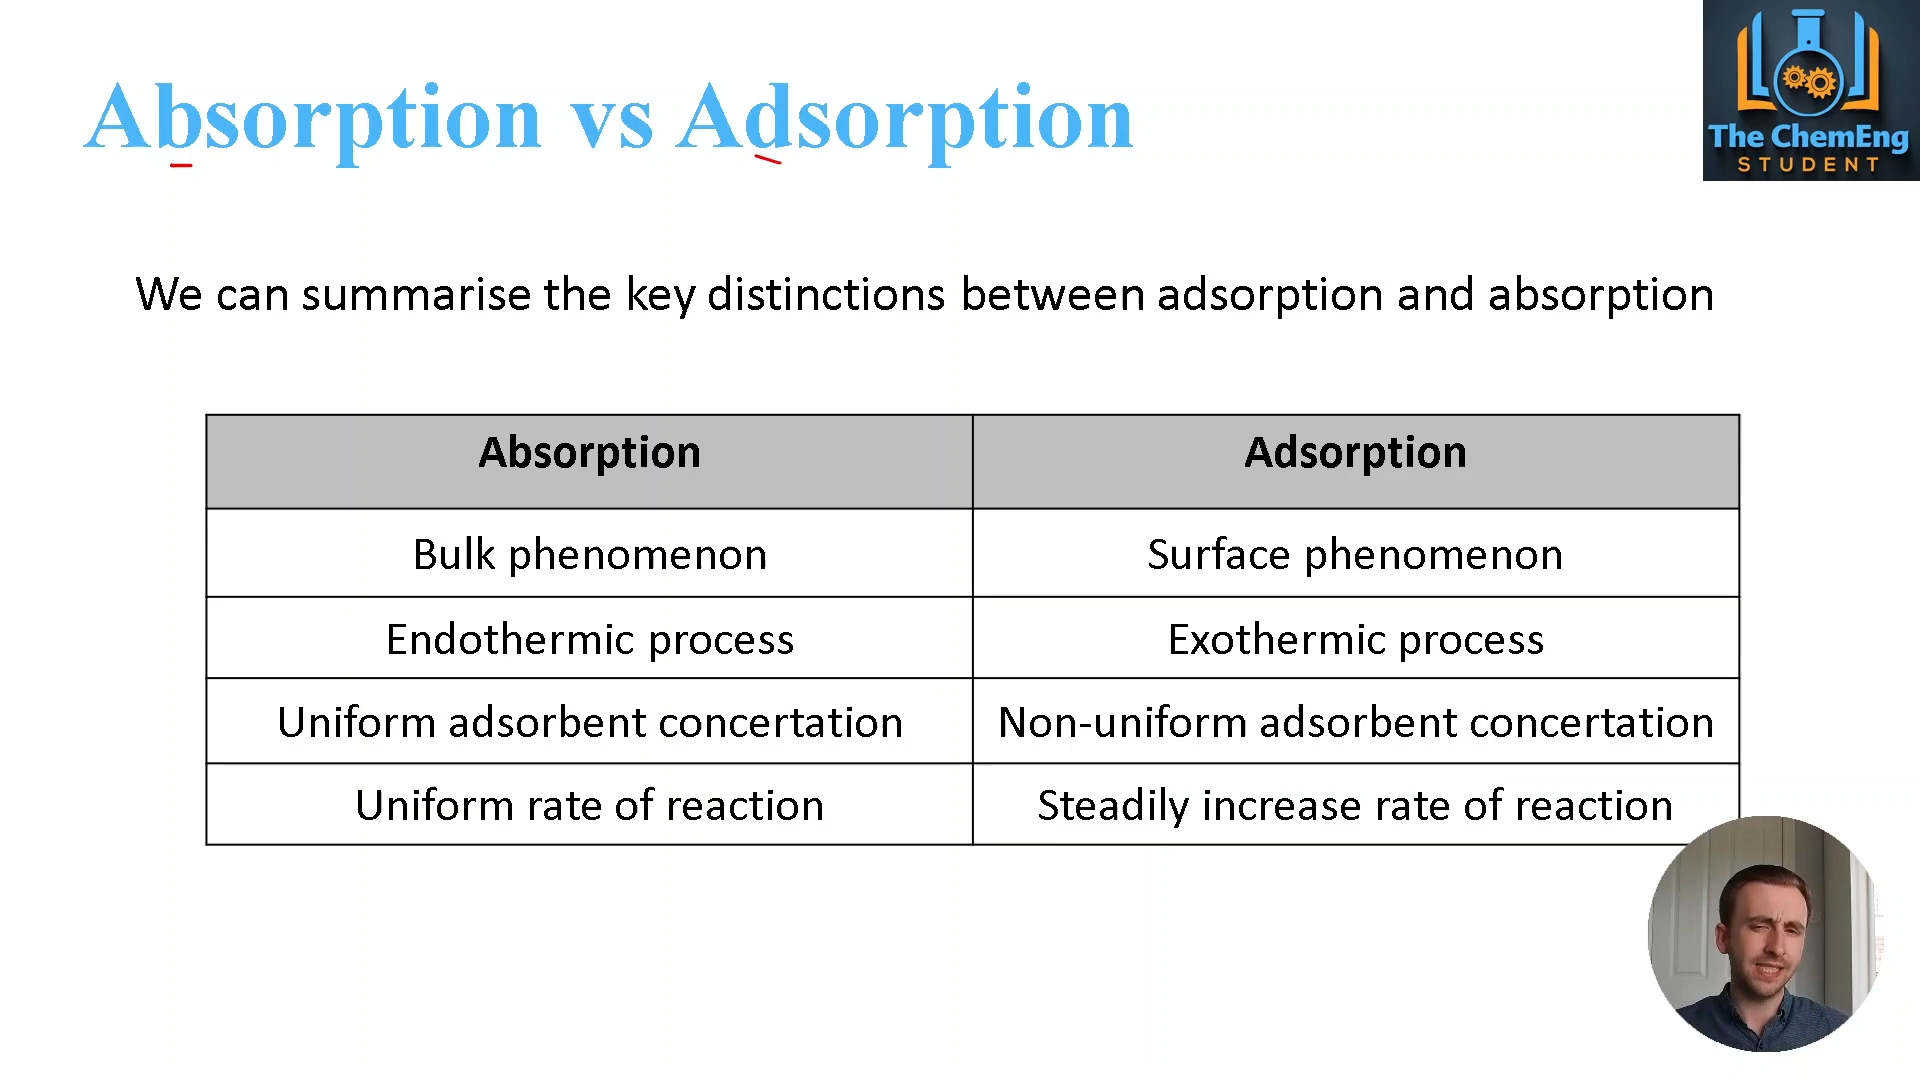 Absorption vs Adsorption
The ChemEng
STUDENT
We can summarise the key distinctions between adsorption and absorption
Absorption
Adsorption
Bulk phenomenon
Surface phenomenon
Endothermic process
Exothermic process
Uniform adsorbent concertation
Non-uniform adsorbent concertation
Uniform rate of reaction
Steadily increase rate of reaction